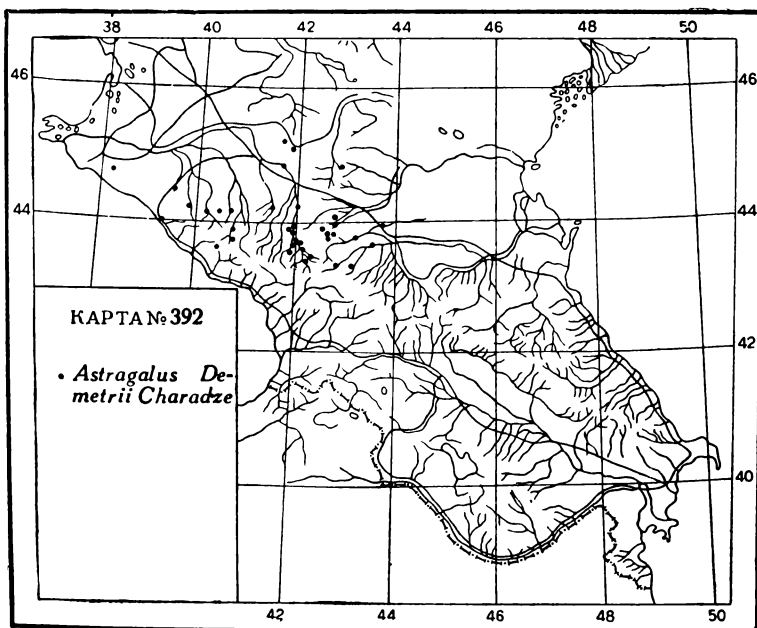 38 40 42 44 46 48 50
46 46
44 44
КАРТА № 392
42
• Astragalus De-
metrii Charadze
40
42 44 46 48 50